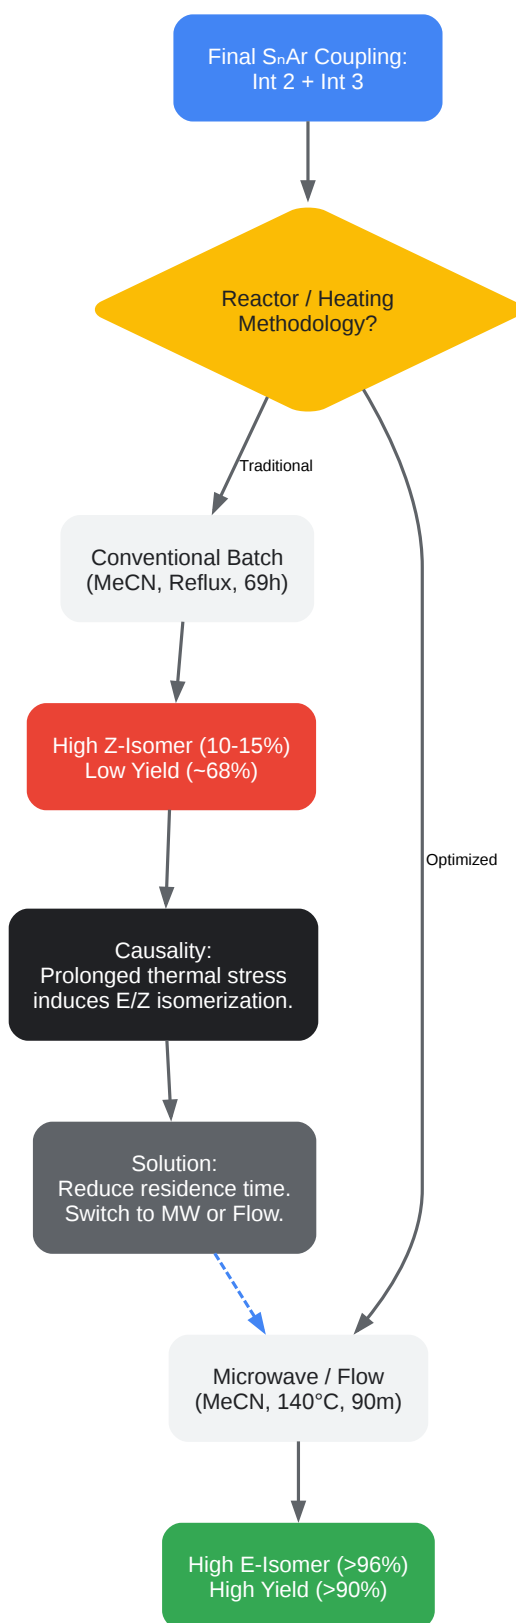 Final SₙAr Coupling:
Int 2 + Int 3
Reactor / Heating
Methodology?
Traditional
Conventional Batch
(MeCN, Reflux, 69h)
High Z-Isomer (10-15%)
Low Yield (~68%)
Optimized
Causality:
Prolonged thermal stress
induces E/Z isomerization.
Solution:
Reduce residence time.
Switch to MW or Flow.
Microwave / Flow
(MeCN, 140°C, 90m)
High E-Isomer (>96%)
High Yield (>90%)